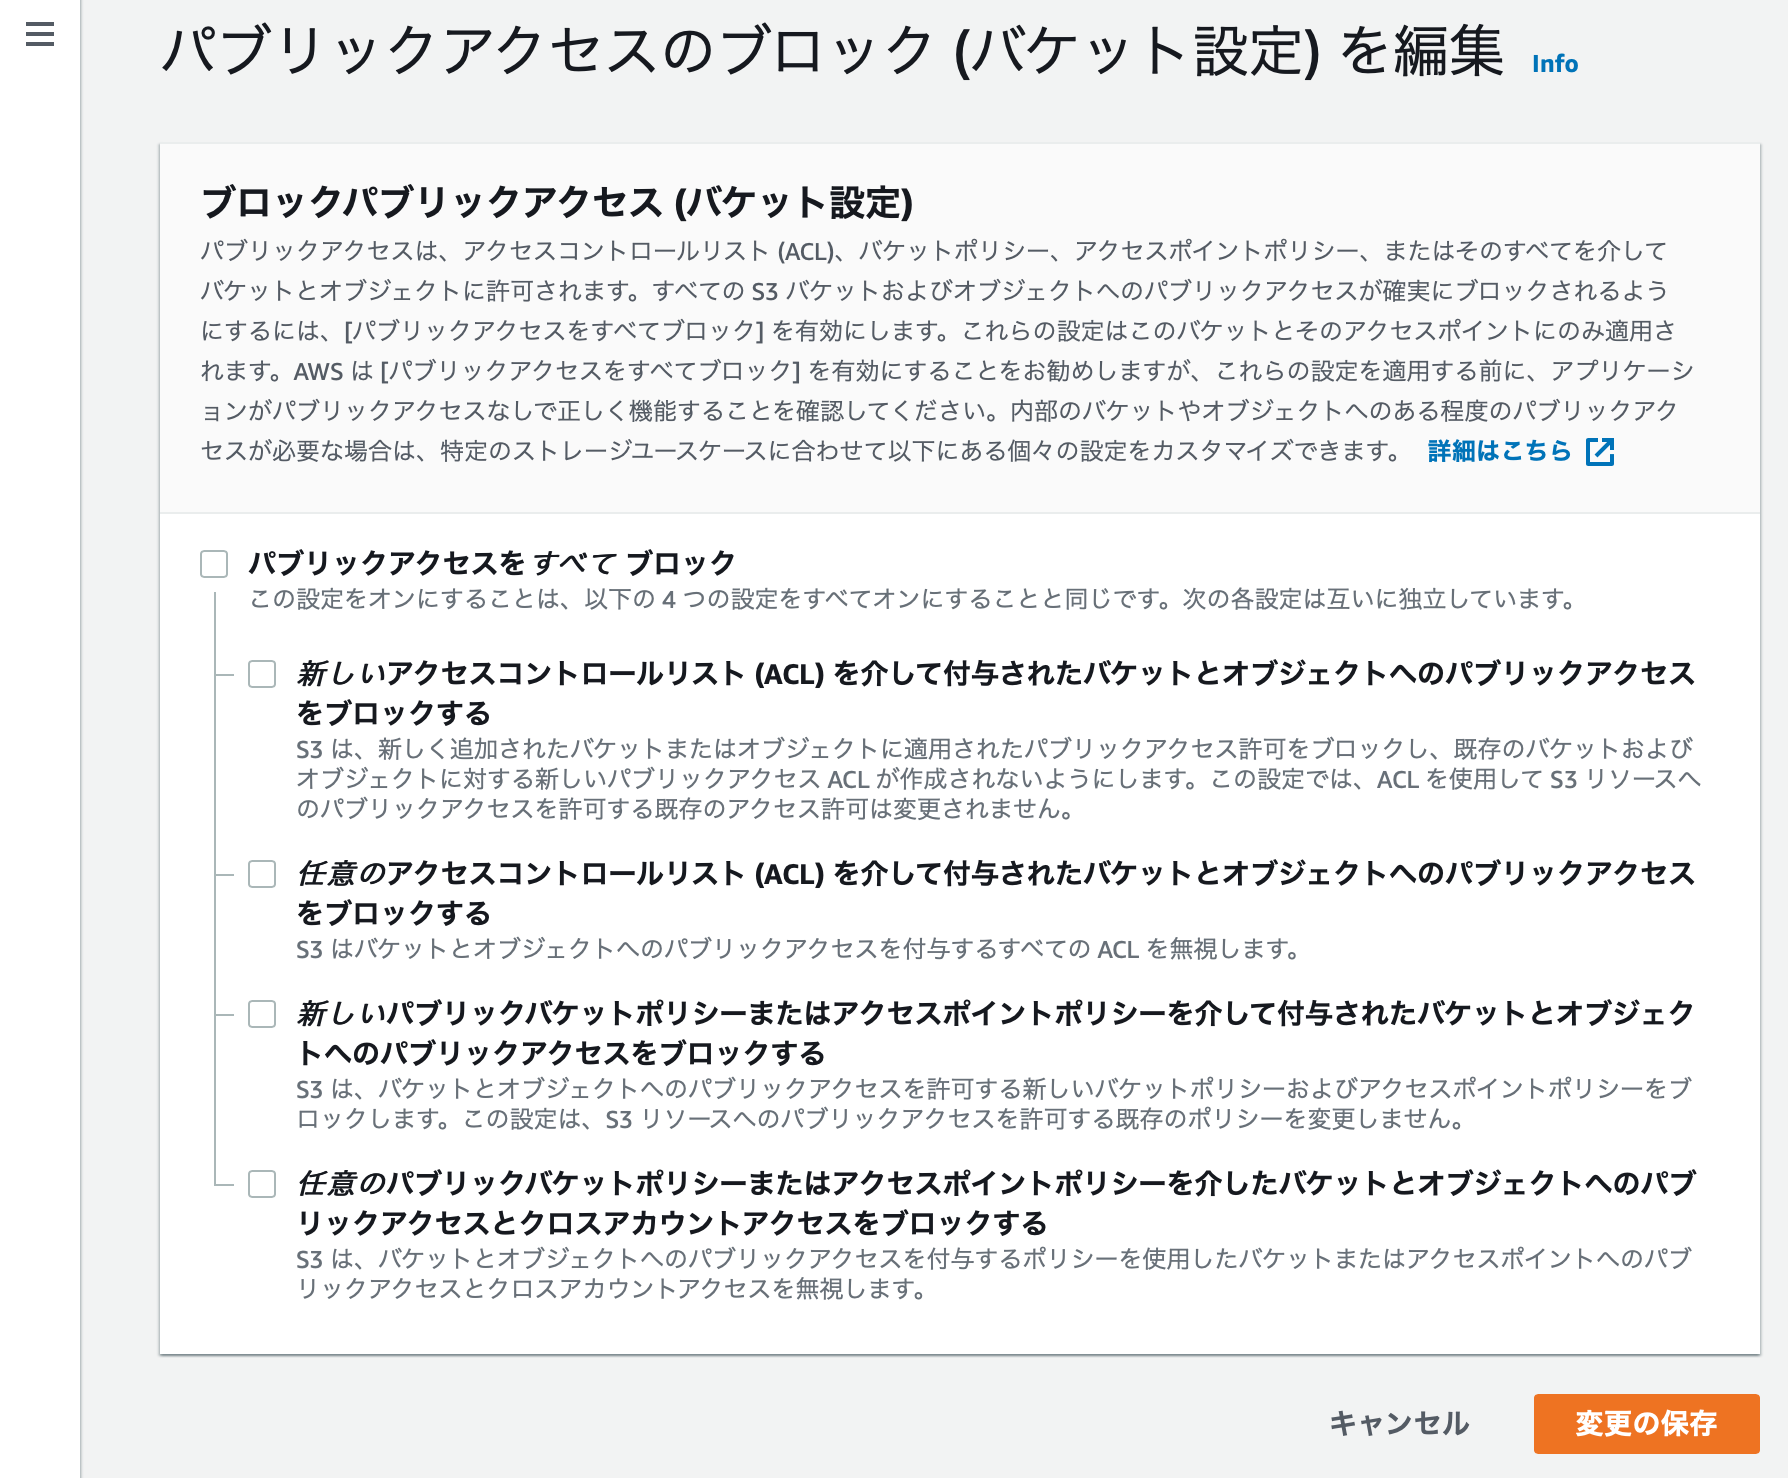 パブリックアクセスのブロック (バケット設定) を編集 Info
ブロックパブリックアクセス (バケット設定)
パブリックアクセスは、アクセスコントロールリスト (ACL)、バケットポリシー、アクセスポイントポリシー、またはそのすべてを介して
バケットとオブジェクトに許可されます。すべての S3 バケットおよびオブジェクトへのパブリックアクセスが確実にブロックされるよう
にするには、[パブリックアクセスをすべてブロック] を有効にします。これらの設定はこのバケットとそのアクセスポイントにのみ適用さ
れます。AWS は [パブリックアクセスをすべてブロック] を有効にすることをお勧めしますが、これらの設定を適用する前に、アプリケーシ
ョンがパブリックアクセスなしで正しく機能することを確認してください。内部のバケットやオブジェクトへのある程度のパブリックアク
セスが必要な場合は、特定のストレージユースケースに合わせて以下にある個々の設定をカスタマイズできます。 詳細はこちら
パブリックアクセスをすべて ブロック
この設定をオンにすることは、以下の 4 つの設定をすべてオンにすることと同じです。次の各設定は互いに独立しています。
新しいアクセスコントロールリスト (ACL) を介して付与されたバケットとオブジェクトへのパブリックアクセス
をブロックする
S3 は、新しく追加されたバケットまたはオブジェクトに適用されたパブリックアクセス許可をブロックし、既存のバケットおよび
オブジェクトに対する新しいパブリックアクセス ACL が作成されないようにします。この設定では、ACL を使用して S3 リソースへ
のパブリックアクセスを許可する既存のアクセス許可は変更されません。
任意のアクセスコントロールリスト (ACL) を介して付与されたバケットとオブジェクトへのパブリックアクセス
をブロックする
S3 はバケットとオブジェクトへのパブリックアクセスを付与するすべての ACL を無視します。
新しいパブリックバケットポリシーまたはアクセスポイントポリシーを介して付与されたバケットとオブジェク
トへのパブリックアクセスをブロックする
S3 は、バケットとオブジェクトへのパブリックアクセスを許可する新しいバケットポリシーおよびアクセスポイントポリシーをブ
ロックします。この設定は、S3 リソースへのパブリックアクセスを許可する既存のポリシーを変更しません。
任意のパブリックバケットポリシーまたはアクセスポイントポリシーを介したバケットとオブジェクトへのパブ
リックアクセスとクロスアカウントアクセスをブロックする
S3 は、バケットとオブジェクトへのパブリックアクセスを付与するポリシーを使用したバケットまたはアクセスポイントへのパブ
リックアクセスとクロスアカウントアクセスを無視します。
キャンセル 変更の保存